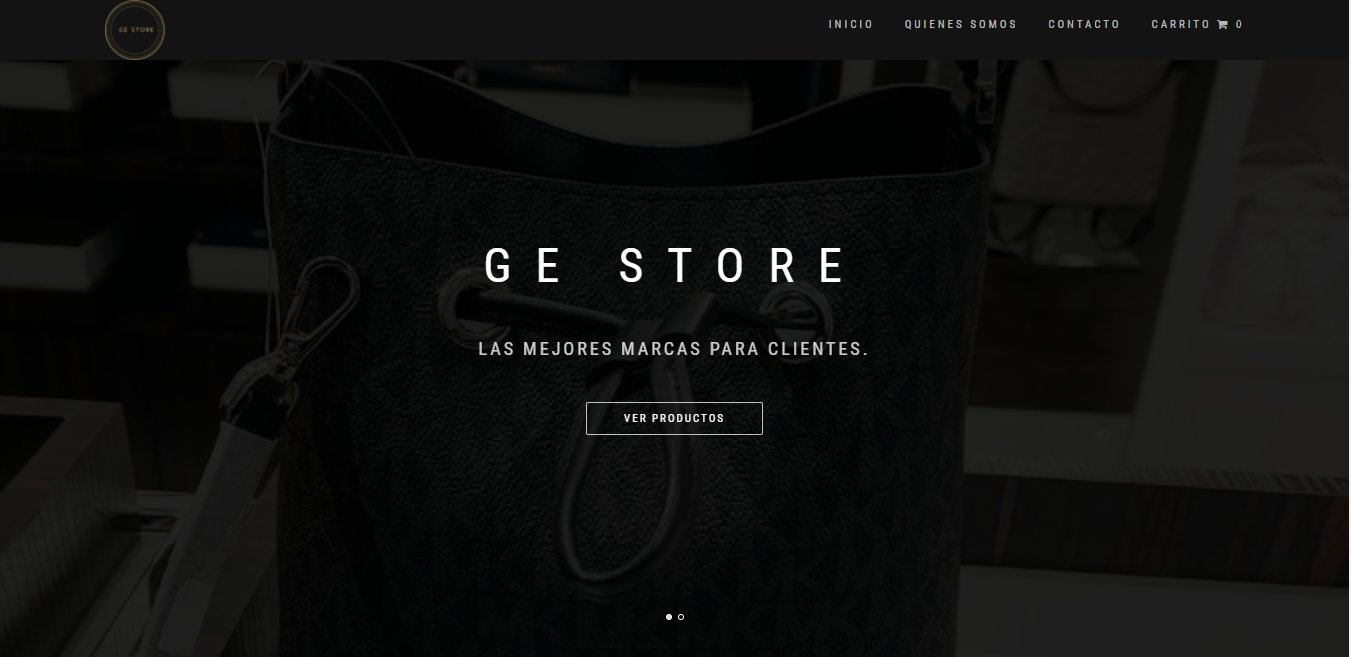 GE STORE
INICIO QUIENES SOMOS CONTACTO CARRITO 0
GE STORE
LAS MEJORES MARCAS PARA CLIENTES.
VER PRODUCTOS